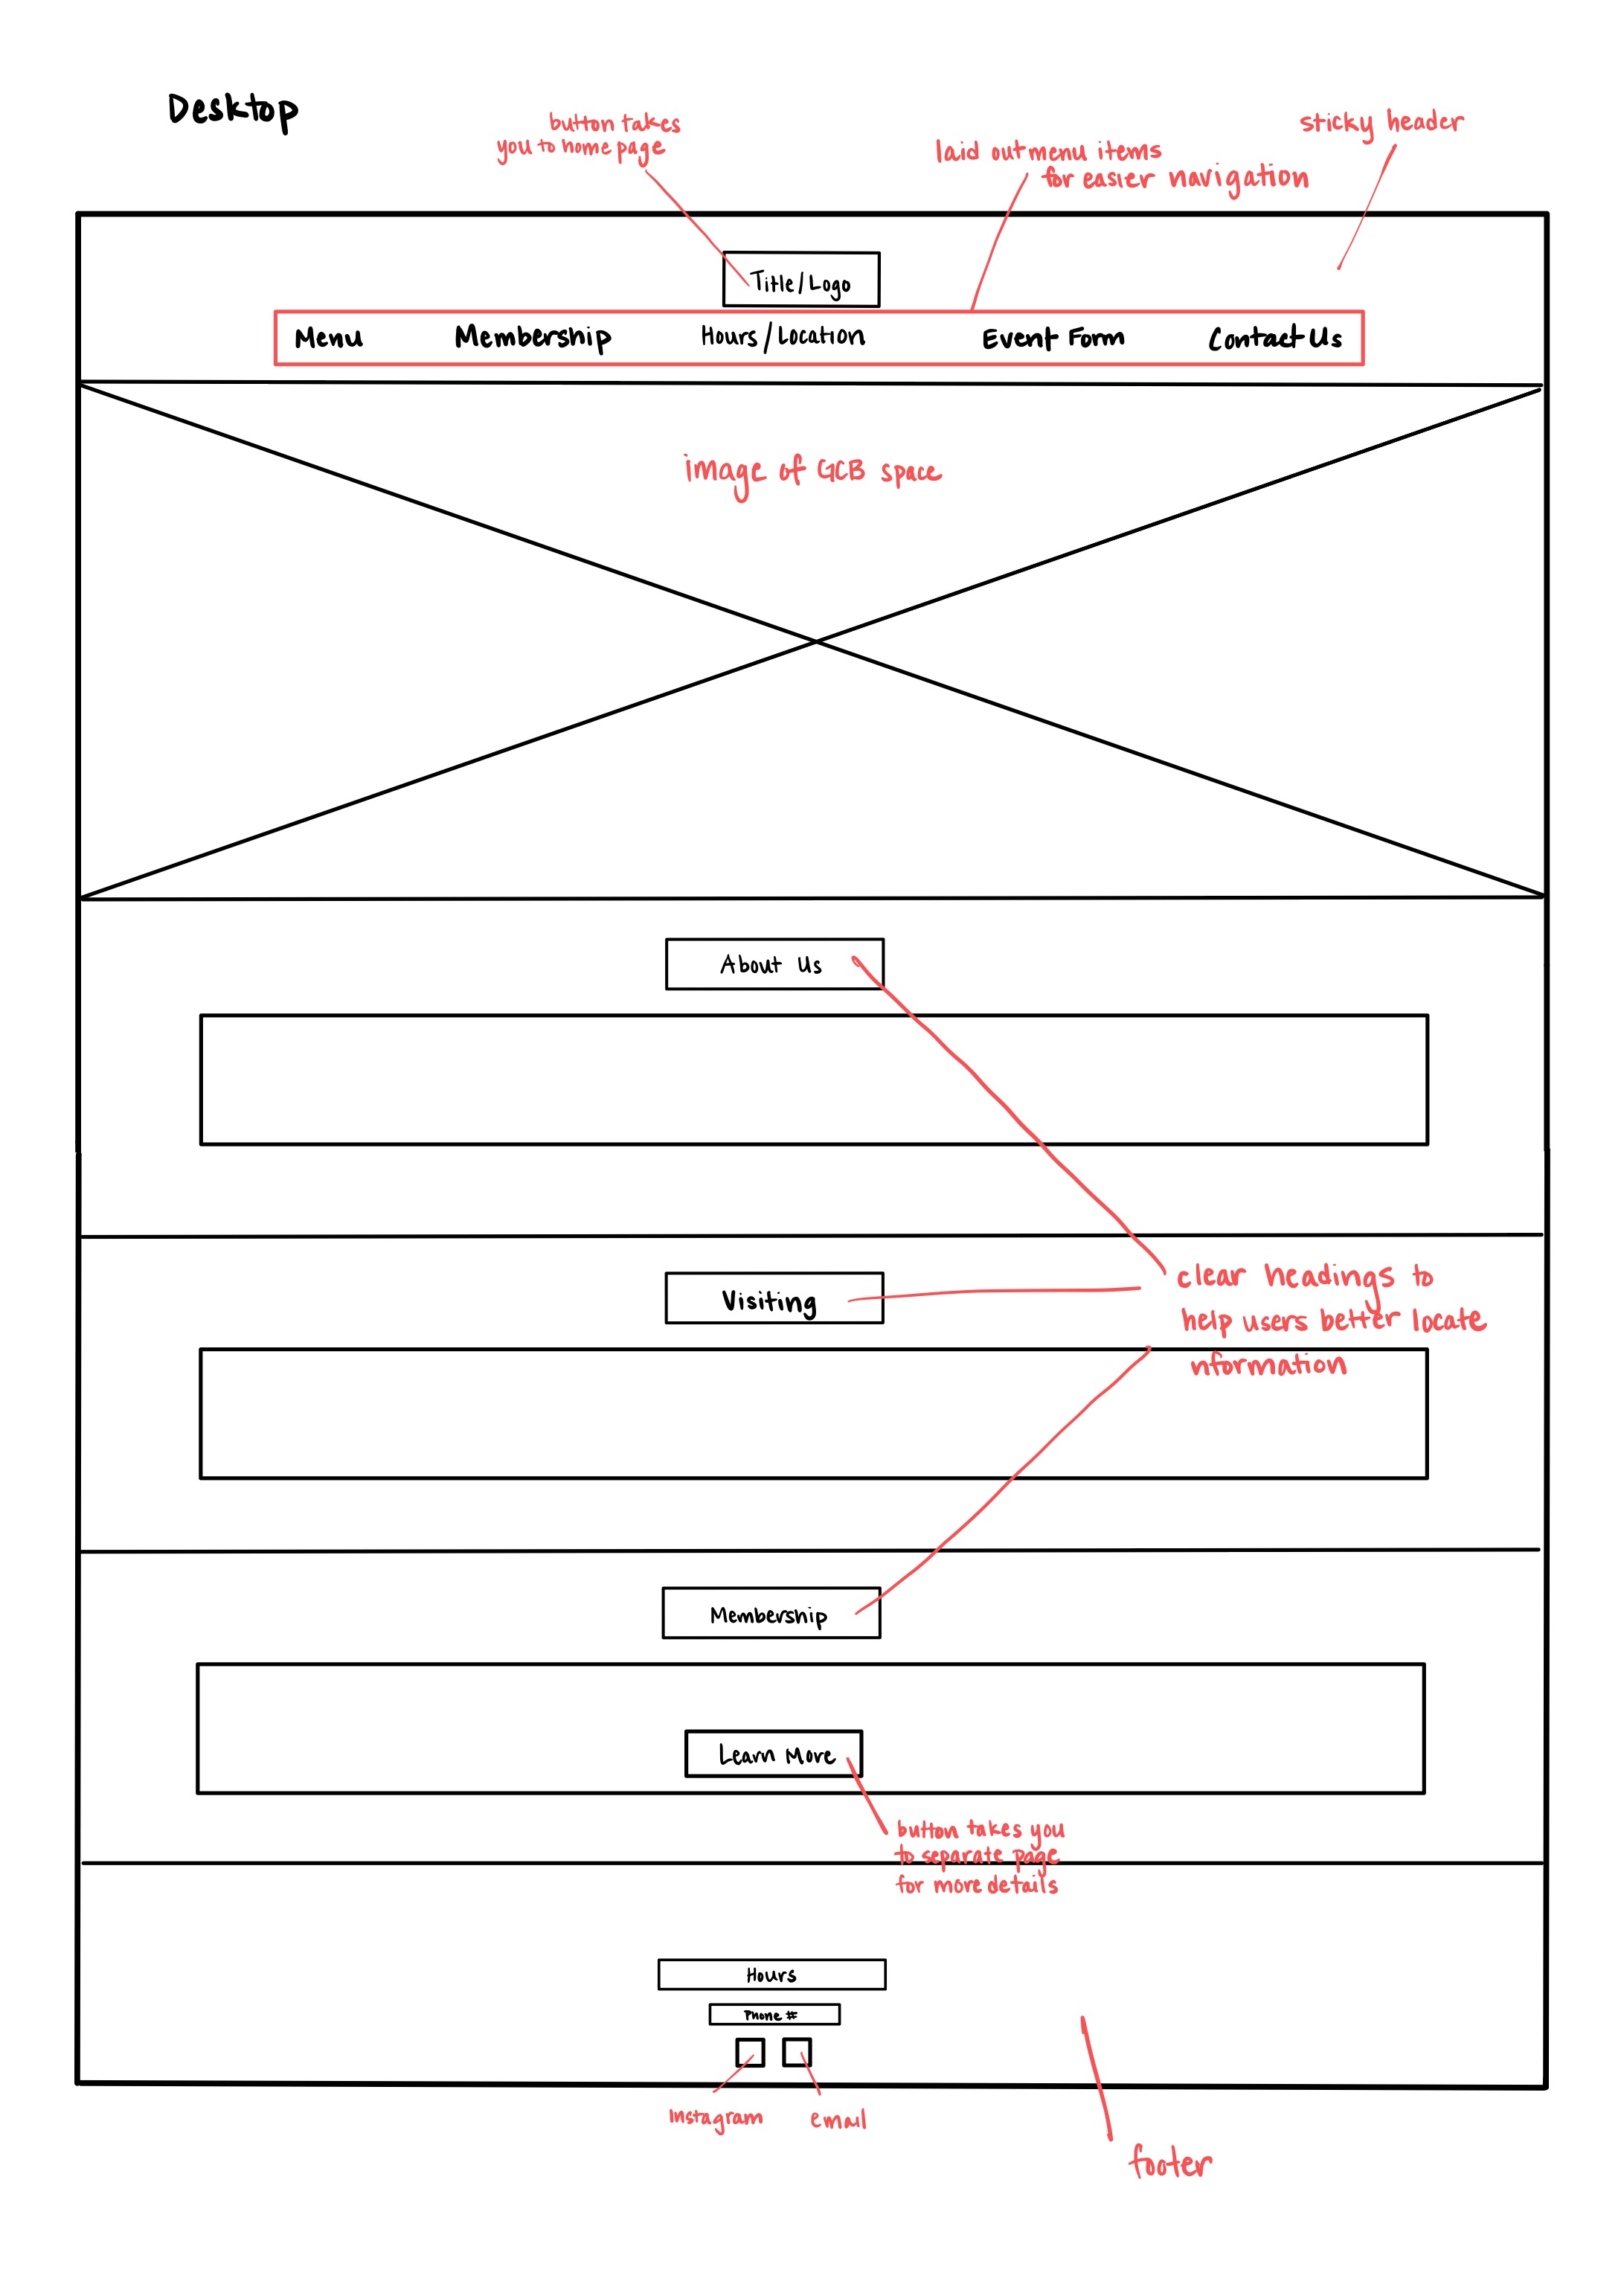 Desktop
button takes
you to home page
laid out menu items
for easier navigation
sticky header
Title/Logo
Menu Membership Hours/Location Event Form Contact Us
image of GCB space
About Us
clear headings to
help users better locate
nformation
Visiting
Membership
Learn More
button takes you
to separate page
for more details
Hours
Phone #
Instagram email
footer